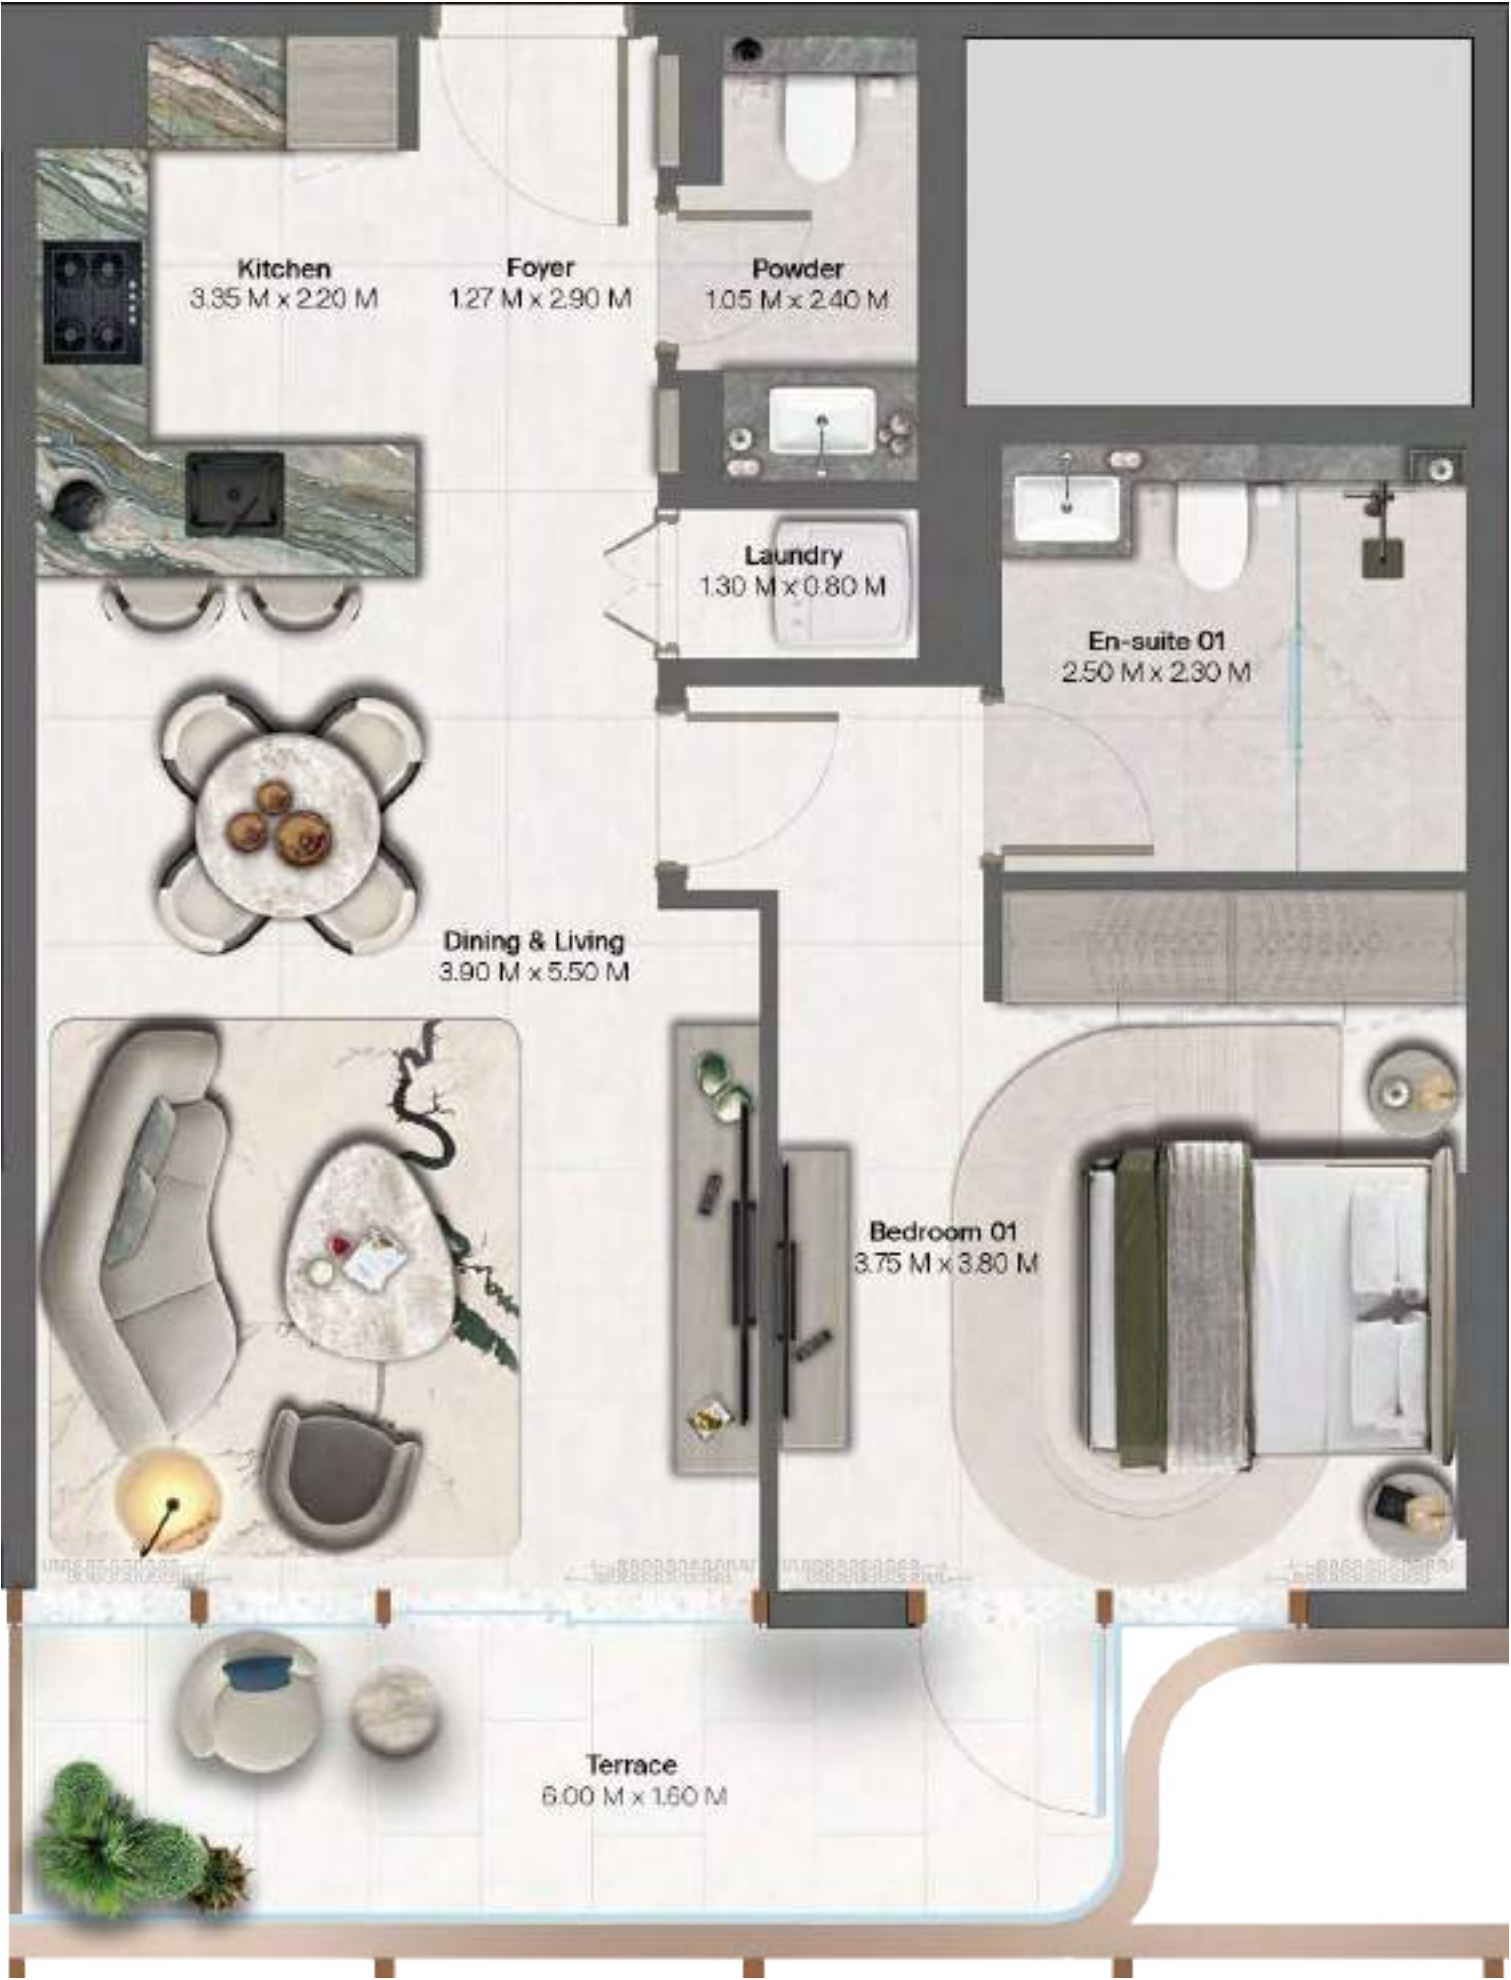 Kitchen
3.35 M x 2.20 M
Foyer
1.27 M x 2.90 M
Powder
1.05 M x 2.40 M
Laundry
1.30 M x 0.80 M
En-suite 01
2.50 M x 2.30 M
Dining & Living
3.90 M x 5.50 M
Bedroom 01
3.75 M x 3.80 M
Terrace
6.00 M x 1.60 M